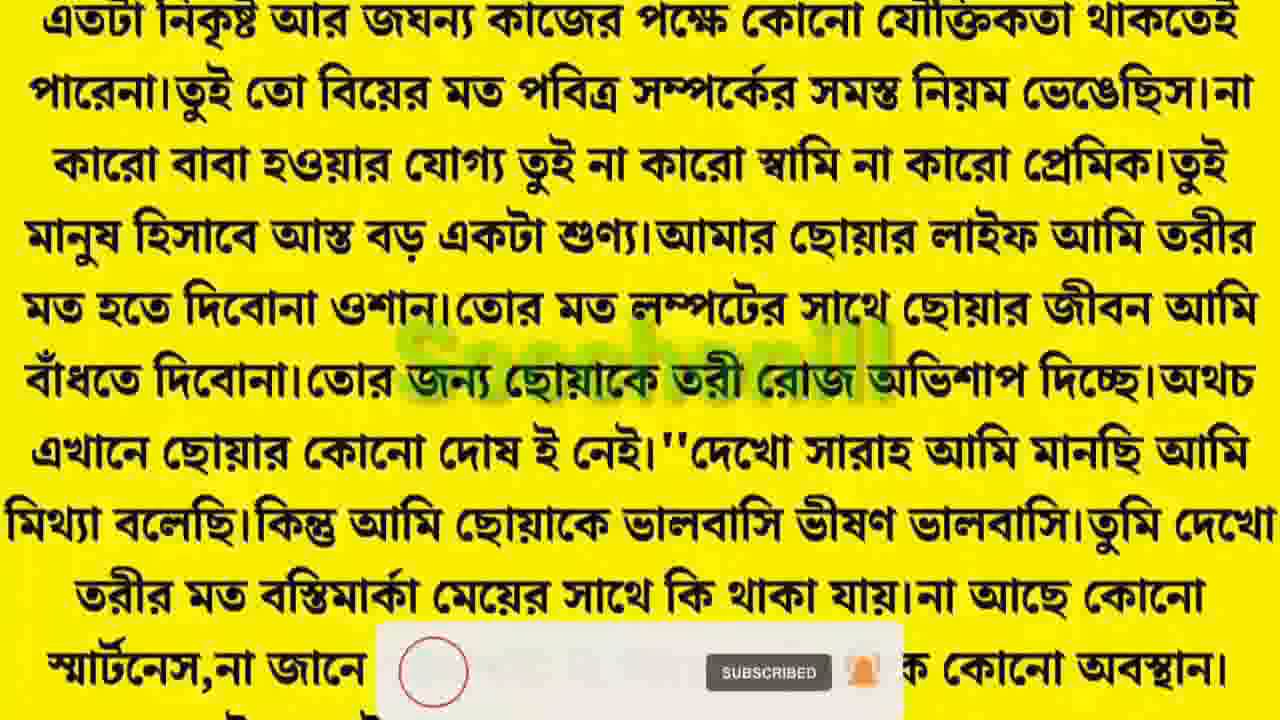 এতটা নিকৃষ্ট আর জঘন্য কাজের পক্ষে কোনো যৌক্তিকতা থাকতেই
পারেনা।তুই তো বিয়ের মত পবিত্র সম্পর্কের সমস্ত নিয়ম ভেঙেছিস।না
কারো বাবা হওয়ার যোগ্য তুই না কারো স্বামি না কারো প্রেমিক।তুই
মানুষ হিসাবে আস্ত বড় একটা শুণ্য।আমার ছোয়ার লাইফ আমি তরীর
মত হতে দিবোনা ওশান।তোর মত লম্পটের সাথে ছোয়ার জীবন আমি
বাঁধতে দিবোনা।তোর জন্য ছোয়াকে তরী রোজ অভিশাপ দিচ্ছে।অথচ
এখানে ছোয়ার কোনো দোষ ই নেই।''দেখো সারাহ আমি মানছি আমি
মিথ্যা বলেছি।কিন্তু আমি ছোয়াকে ভালবাসি ভীষণ ভালবাসি।তুমি দেখো
তরীর মত বস্তিমার্কা মেয়ের সাথে কি থাকা যায়।না আছে কোনো
স্মার্টনেস,না জানে ক কোনো অবস্থান।
SUBSCRIBED